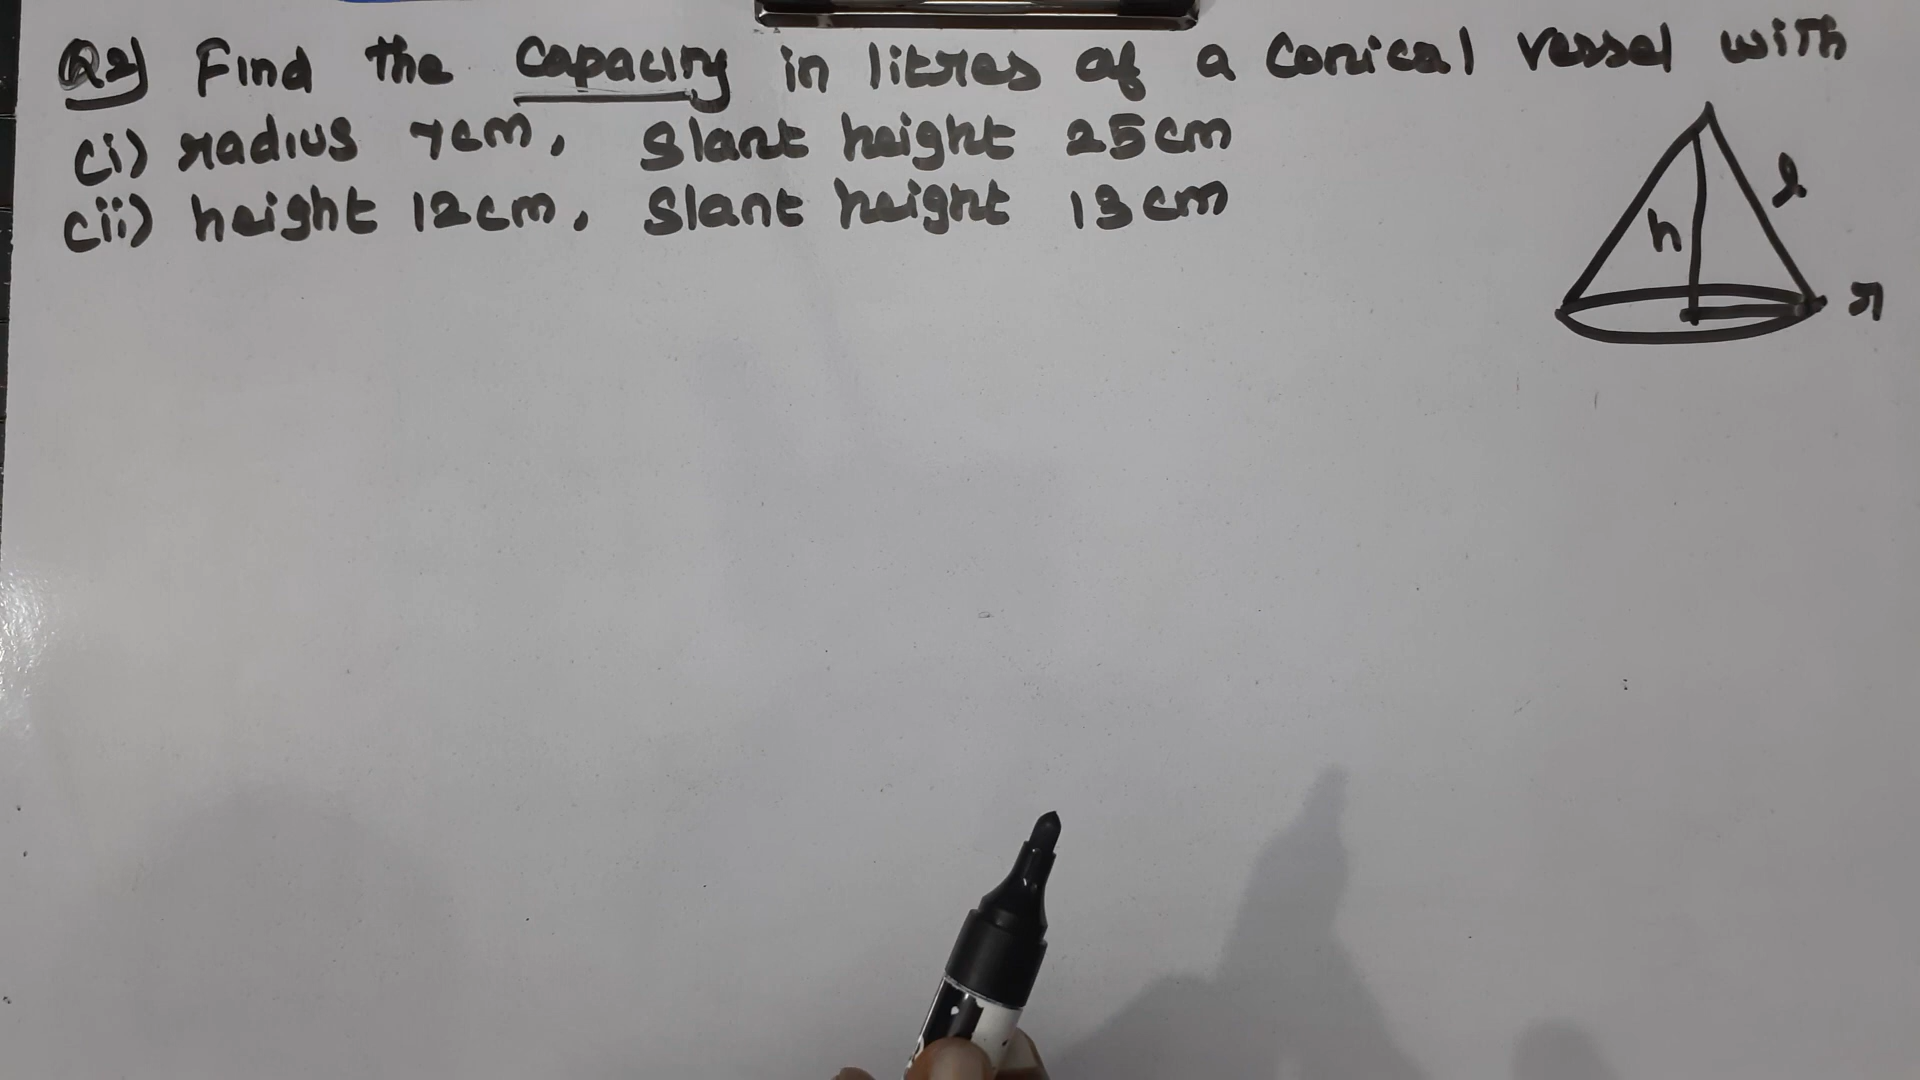 Q2) Find the capacity in litres of a conical vessel with
(i) radius 7cm, slant height 25cm
(ii) height 12cm, slant height 13cm
l
h
r